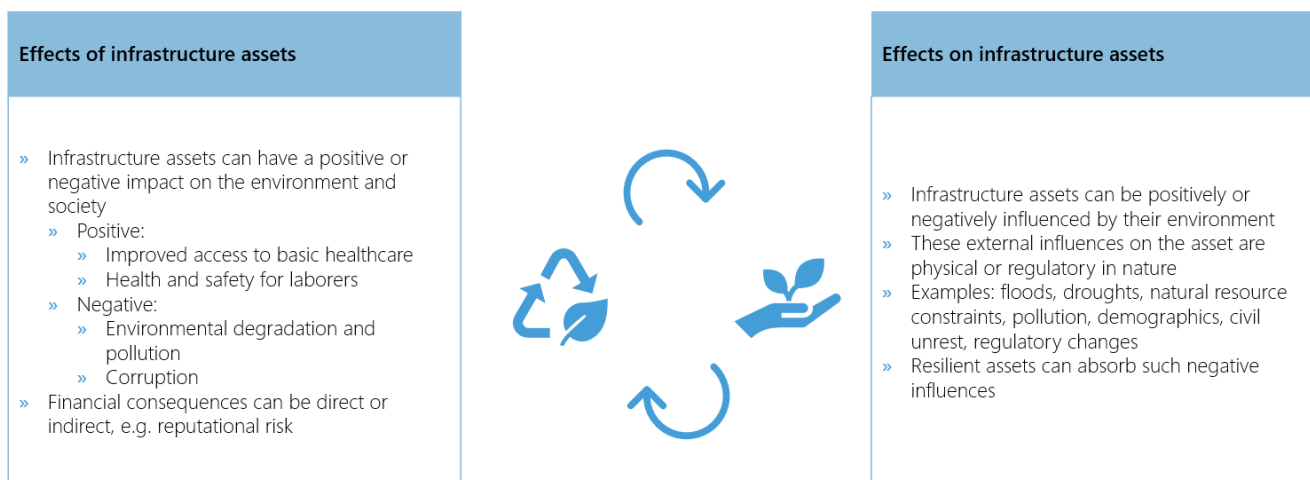 Effects of infrastructure assets
» Infrastructure assets can have a positive or
negative impact on the environment and
society
» Positive:
» Improved access to basic healthcare
» Health and safety for laborers
» Negative:
» Environmental degradation and
pollution
» Corruption
» Financial consequences can be direct or
indirect, e.g. reputational risk
Effects on infrastructure assets
» Infrastructure assets can be positively or
negatively influenced by their environment
» These external influences on the asset are
physical or regulatory in nature
» Examples: floods, droughts, natural resource
constraints, pollution, demographics, civil
unrest, regulatory changes
» Resilient assets can absorb such negative
influences